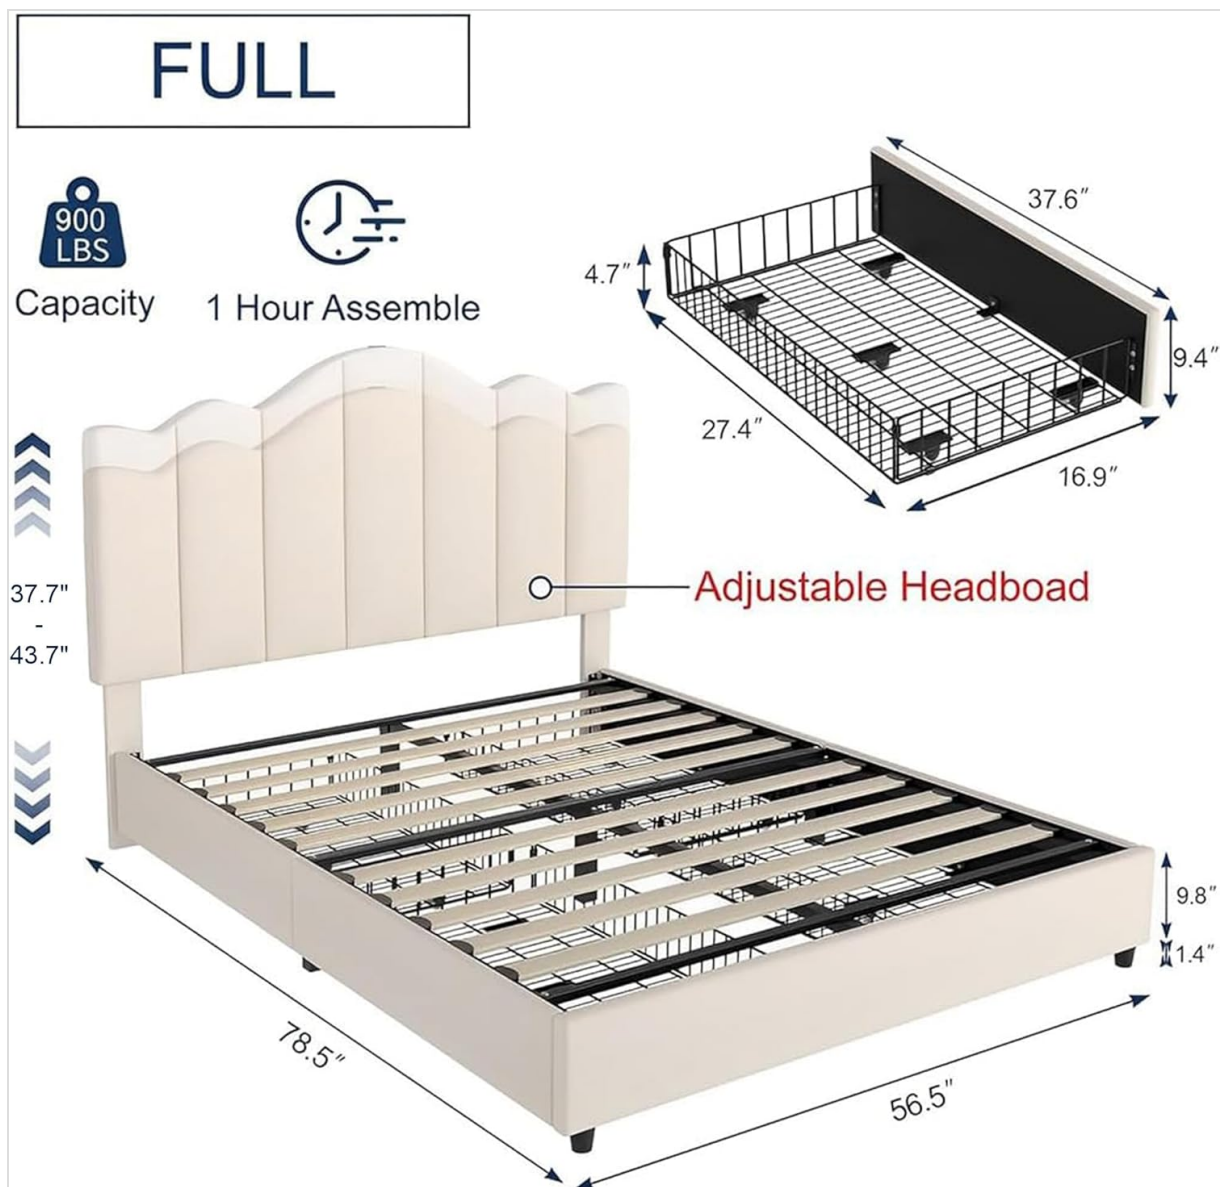 FULL
900
LBS
Capacity
1 Hour Assemble
37.6"
4.7"
9.4"
27.4"
16.9"
37.7"
-
43.7"
Adjustable Headboad
9.8"
1.4"
78.5"
56.5"